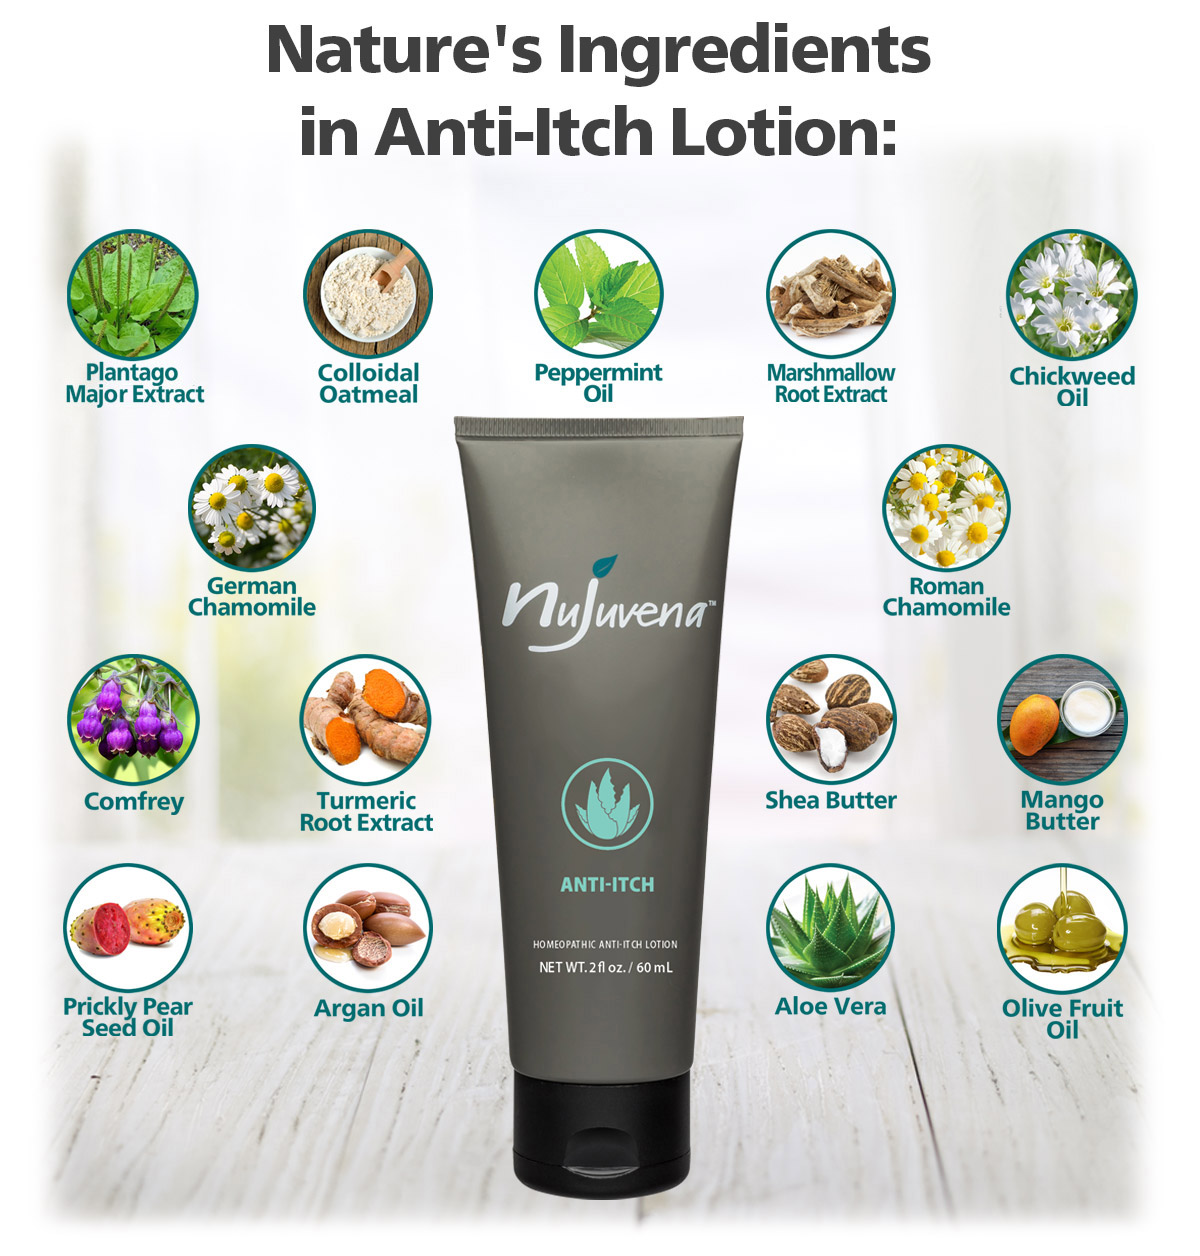 Nature's Ingredients
in Anti-Itch Lotion:
Plantago
Major Extract
Colloidal
Oatmeal
Peppermint
Oil
Marshmallow
Root Extract
Chickweed
Oil
German
Chamomile
Roman
Chamomile
nuJuvena™
Comfrey
Turmeric
Root Extract
Shea Butter
Mango
Butter
ANTI-ITCH
HOMEOPATHIC ANTI-ITCH LOTION
NET WT. 2 fl oz. / 60 mL
Prickly Pear
Seed Oil
Argan Oil
Aloe Vera
Olive Fruit
Oil